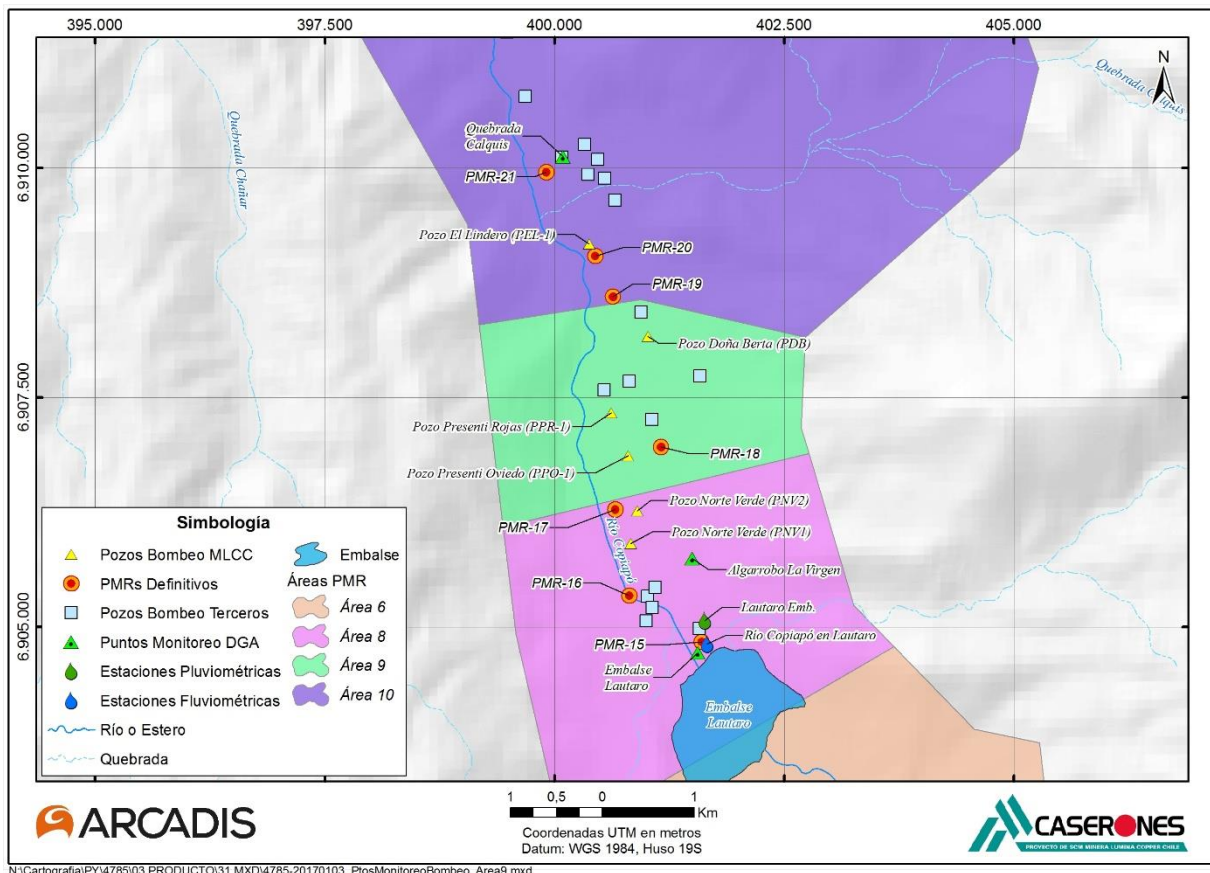 395.000 397.500 400.000 402.500 405.000
6.910.000
6.907.500
6.905.000
N
Quebrada Calquis
Quebrada Chañar
Quebrada
Calquis
PMR-21
Pozo El Lindero (PEL-1)
PMR-20
PMR-19
Pozo Doña Berta (PDB)
Pozo Presenti Rojas (PPR-1)
PMR-18
Pozo Presenti Oviedo (PPO-1)
Pozo Norte Verde (PNV2)
PMR-17
Río Copiapó
Pozo Norte Verde (PNV1)
Algarrobo La Virgen
PMR-16
Lautaro Emb.
Río Copiapó en Lautaro
PMR-15
Embalse
Lautaro
Embalse
Lautaro
Simbología
Pozos Bombeo MLCC
PMRs Definitivos
Pozos Bombeo Terceros
Puntos Monitoreo DGA
Estaciones Pluviométricas
Estaciones Fluviométricas
Río o Estero
Quebrada
Embalse
Áreas PMR
Área 6
Área 8
Área 9
Área 10
ARCADIS
1 0,5 0 1
Km
Coordenadas UTM en metros
Datum: WGS 1984, Huso 19S
CASERONES
PROYECTO DE SCM MINERA LUMINA COPPER CHILE
N:\Cartografia\PY\4785\03 PRODUCTO\31 MXD\4785-20170103_PtosMonitoreoBombeo_Area9.mxd